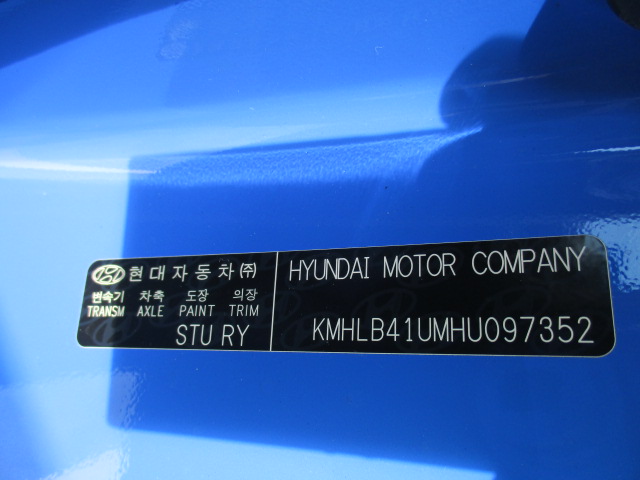 현대자동차㈜
변속기 차축 도장 의장
TRANSM AXLE PAINT TRIM
STU RY
HYUNDAI MOTOR COMPANY
KMHLB41UMHU097352